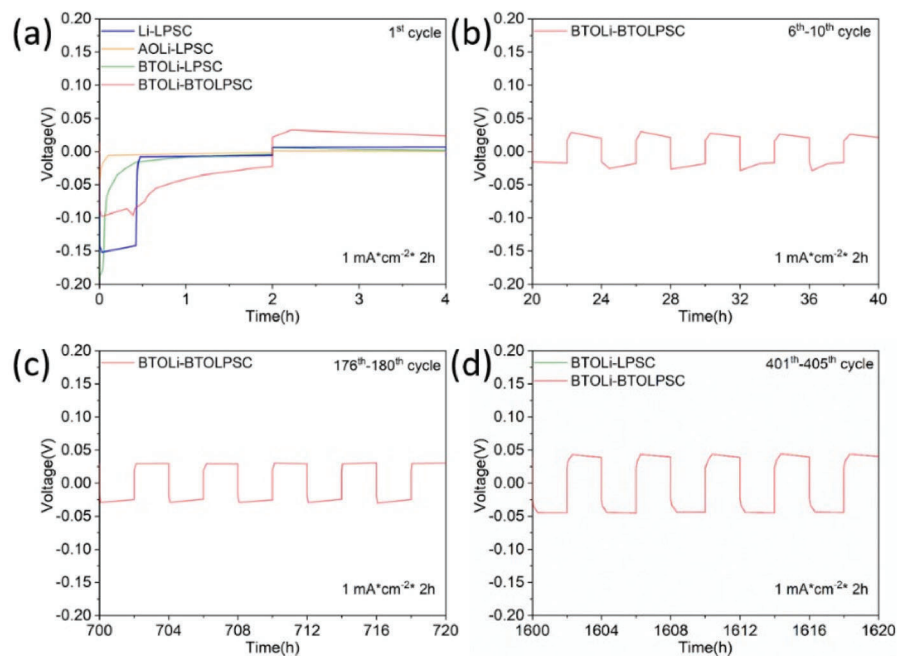 (a)
Li-LPSC
AOLi-LPSC
BTOLi-LPSC
BTOLi-BTOLPSC
1st cycle
1 mA*cm-2* 2h
Voltage(V)
0.20
0.15
0.10
0.05
0.00
-0.05
-0.10
-0.15
-0.20
0 1 2 3 4
Time(h)
(b)
BTOLi-BTOLPSC
6th-10th cycle
1 mA*cm-2* 2h
Voltage(V)
0.20
0.15
0.10
0.05
0.00
-0.05
-0.10
-0.15
-0.20
20 24 28 32 36 40
Time(h)
(c)
BTOLi-BTOLPSC
176th-180th cycle
1 mA*cm-2* 2h
Voltage(V)
0.20
0.15
0.10
0.05
0.00
-0.05
-0.10
-0.15
-0.20
700 704 708 712 716 720
Time(h)
(d)
BTOLi-LPSC
BTOLi-BTOLPSC
401th-405th cycle
1 mA*cm-2* 2h
Voltage(V)
0.20
0.15
0.10
0.05
0.00
-0.05
-0.10
-0.15
-0.20
1600 1604 1608 1612 1616 1620
Time(h)